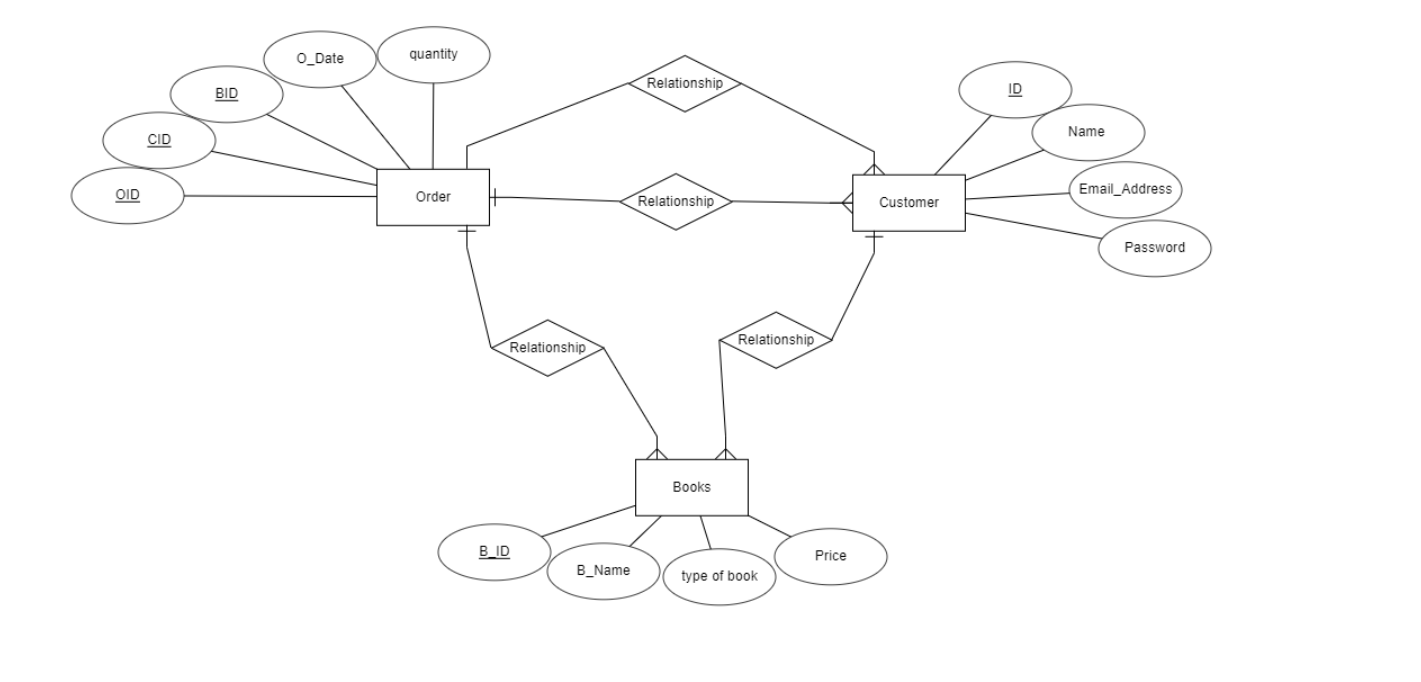 O_Date
quantity
BID
CID
OID
Order
Relationship
Relationship
ID
Name
Email_Address
Password
Customer
Relationship
Relationship
Books
B_ID
B_Name
type of book
Price